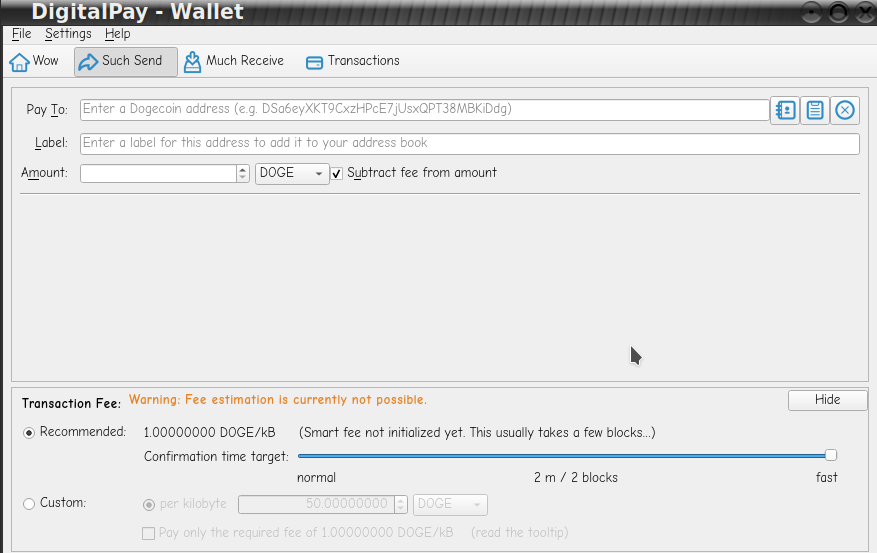 DigitalPay - Wallet
File Settings Help
Wow Such Send Much Receive Transactions
Pay To: Enter a Dogecoin address (e.g. DSa6eyXKT9CxzHPcE7jUsxQPT38MBKiDdg)
Label: Enter a label for this address to add it to your address book
Amount: DOGE Subtract fee from amount
Transaction Fee: Warning: Fee estimation is currently not possible. Hide
Recommended: 1.00000000 DOGE/kB (Smart fee not initialized yet. This usually takes a few blocks...)
Confirmation time target:
normal 2 m / 2 blocks fast
Custom: per kilobyte 50.00000000 DOGE
Pay only the required fee of 1.00000000 DOGE/kB (read the tooltip)